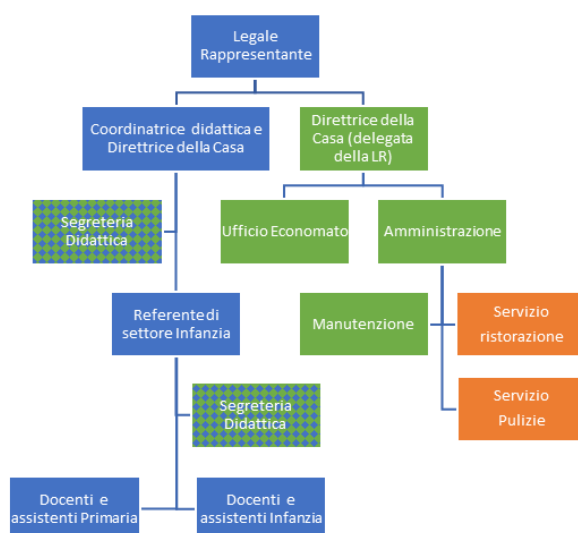 Legale
Rappresentante
Coordinatrice didattica e
Direttrice della Casa
Direttrice della
Casa (delegata
della LR)
Segreteria
Didattica
Ufficio Economato
Amministrazione
Referente di
settore Infanzia
Manutenzione
Servizio
ristorazione
Segreteria
Didattica
Servizio
Pulizie
Docenti e
assistenti Primaria
Docenti e
assistenti Infanzia